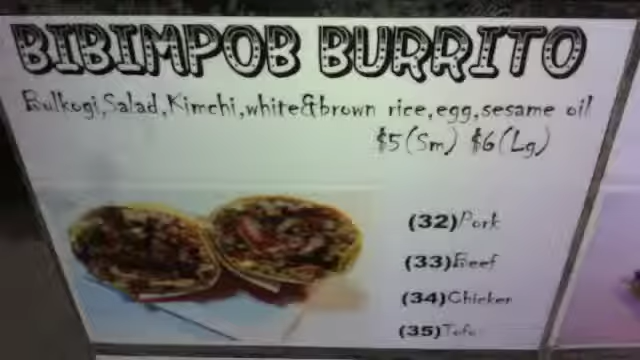 BIBIMPOB BURRITO
Bulkogi,Salad,Kimchi,white&brown rice,egg,sesame oil
$5(Sm) $6(Lg)
(32)Pork
(33)Beef
(34)Chicken
(35)Tofu